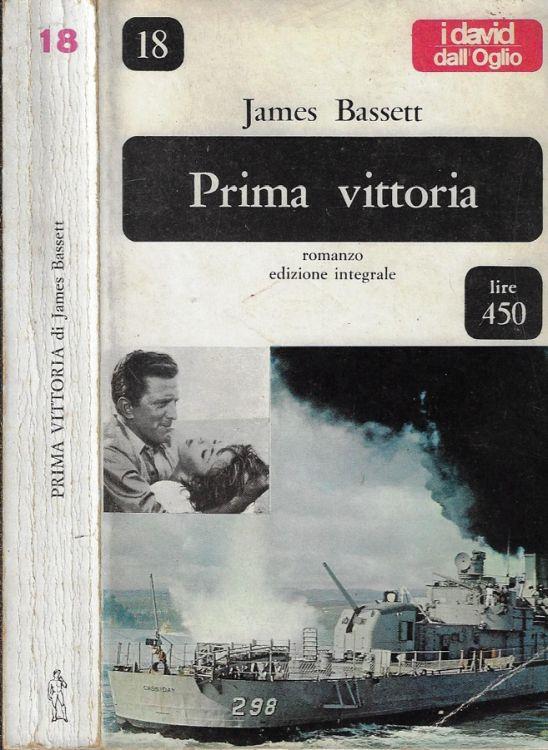 18
PRIMA VITTORIA di James Bassett
18
i david
dall'Oglio
James Bassett
Prima vittoria
romanzo
edizione integrale
lire
450
CASSIDAY
298